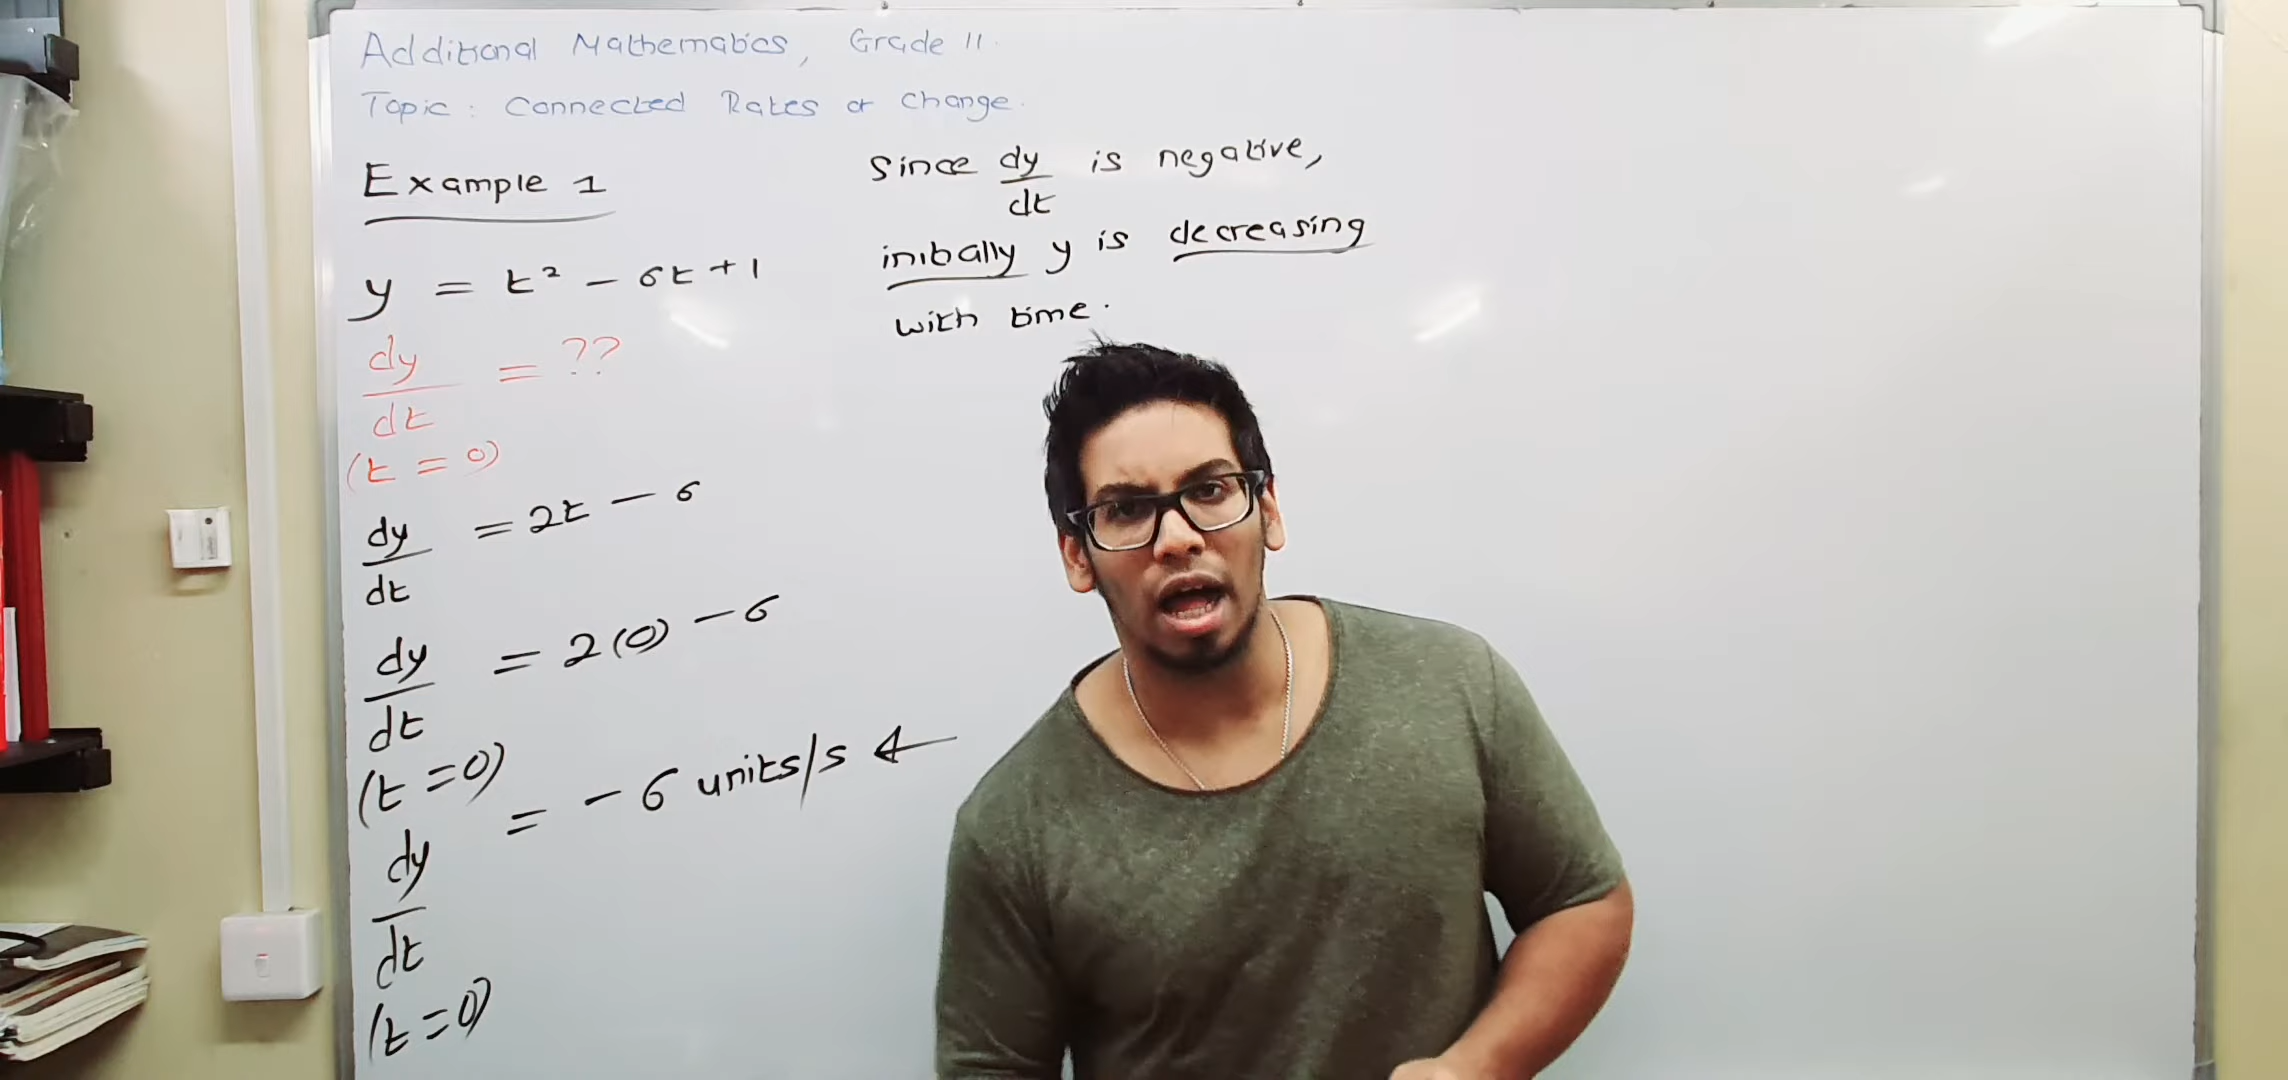 Additional Mathematics, Grade 11.
Topic: Connected Rates of Change.
Example 1
y = t² - 6t + 1
dy/dt = ??
(t = 0)
dy/dt = 2t - 6
dy/dt = 2(0) - 6
(t = 0)
dy/dt = - 6 units/s ←
(t = 0)
Since dy/dt is negative,
initially y is decreasing
with time.